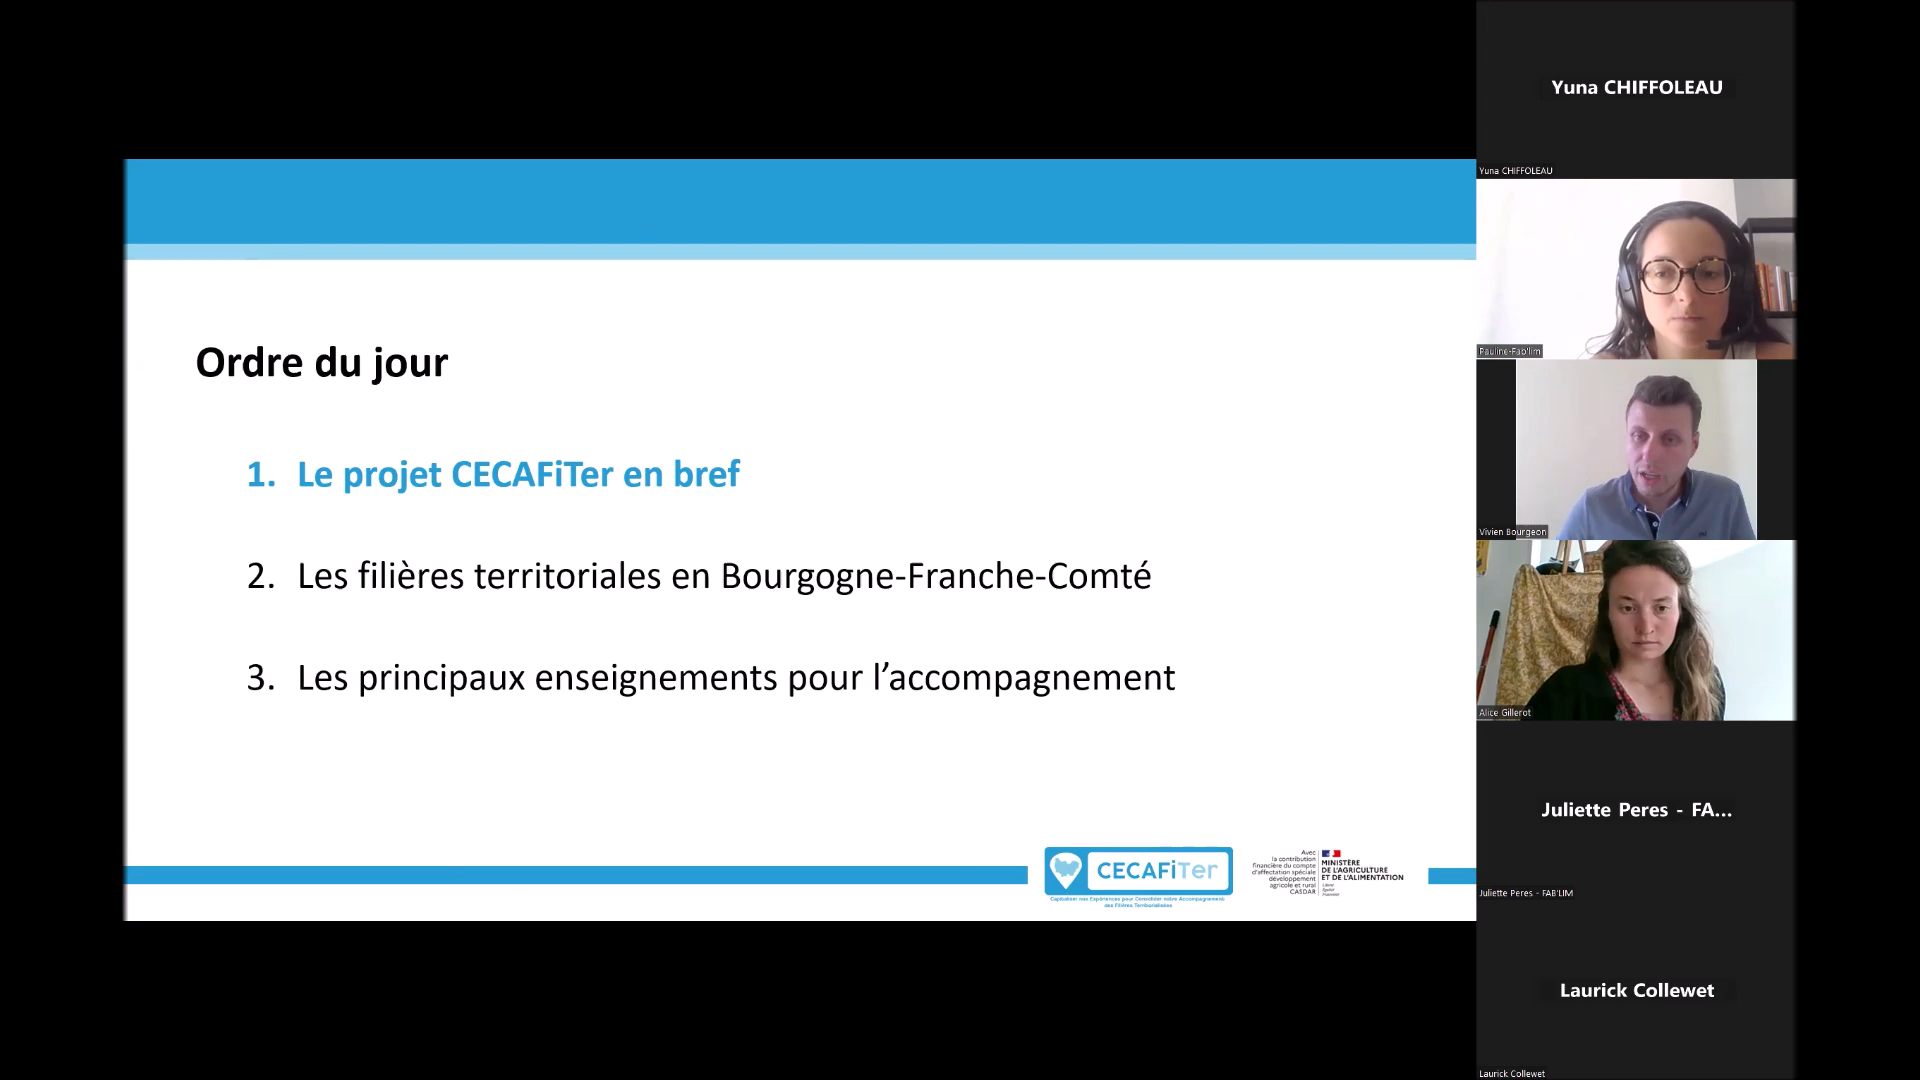 Ordre du jour
1. Le projet CECAFiTer en bref
2. Les filières territoriales en Bourgogne-Franche-Comté
3. Les principaux enseignements pour l’accompagnement
CECAFiTer
Capitaliser nos Expériences pour Consolider notre Accompagnement
des Filières Territorialisées
Avec
la contribution
financière du compte
d'affectation spéciale
développement
agricole et rural
CASDAR
MINISTÈRE
DE L'AGRICULTURE
ET DE L'ALIMENTATION
Liberté
Égalité
Fraternité
Yuna CHIFFOLEAU
Yuna CHIFFOLEAU
Pauline-Fab'lim
Vivien Bourgeon
Alice Gillerot
Juliette Peres - FA...
Juliette Peres - FAB'LIM
Laurick Collewet
Laurick Collewet